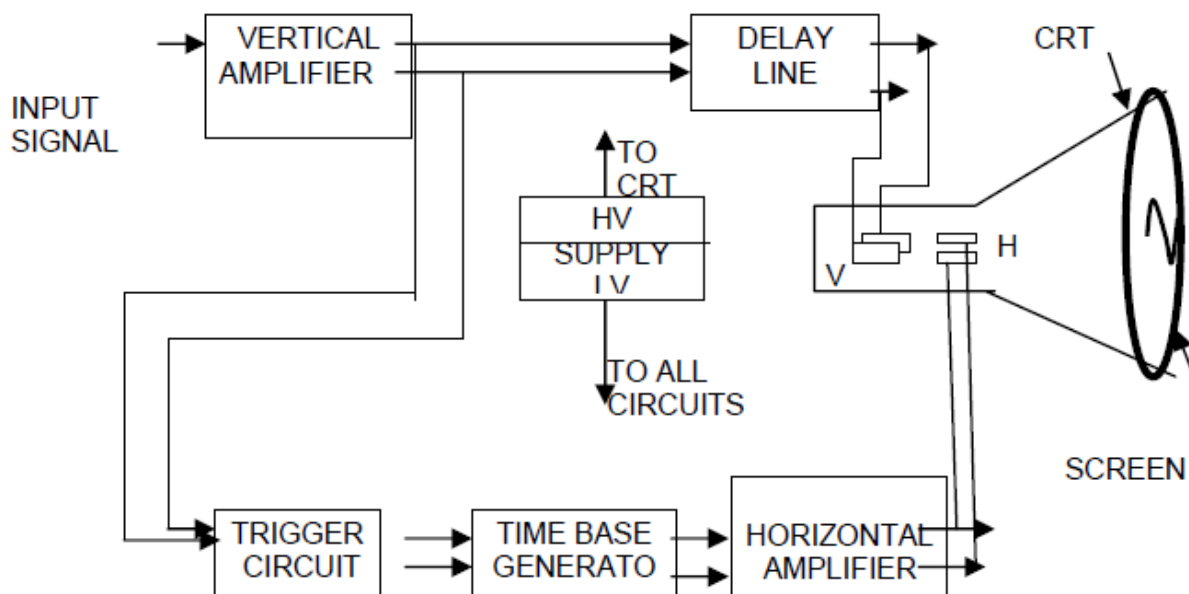 VERTICAL
AMPLIFIER
DELAY
LINE
CRT
INPUT
SIGNAL
TO
CRT
HV
SUPPLY
LV
V
H
TO ALL
CIRCUITS
SCREEN
TRIGGER
CIRCUIT
TIME BASE
GENERATO
HORIZONTAL
AMPLIFIER